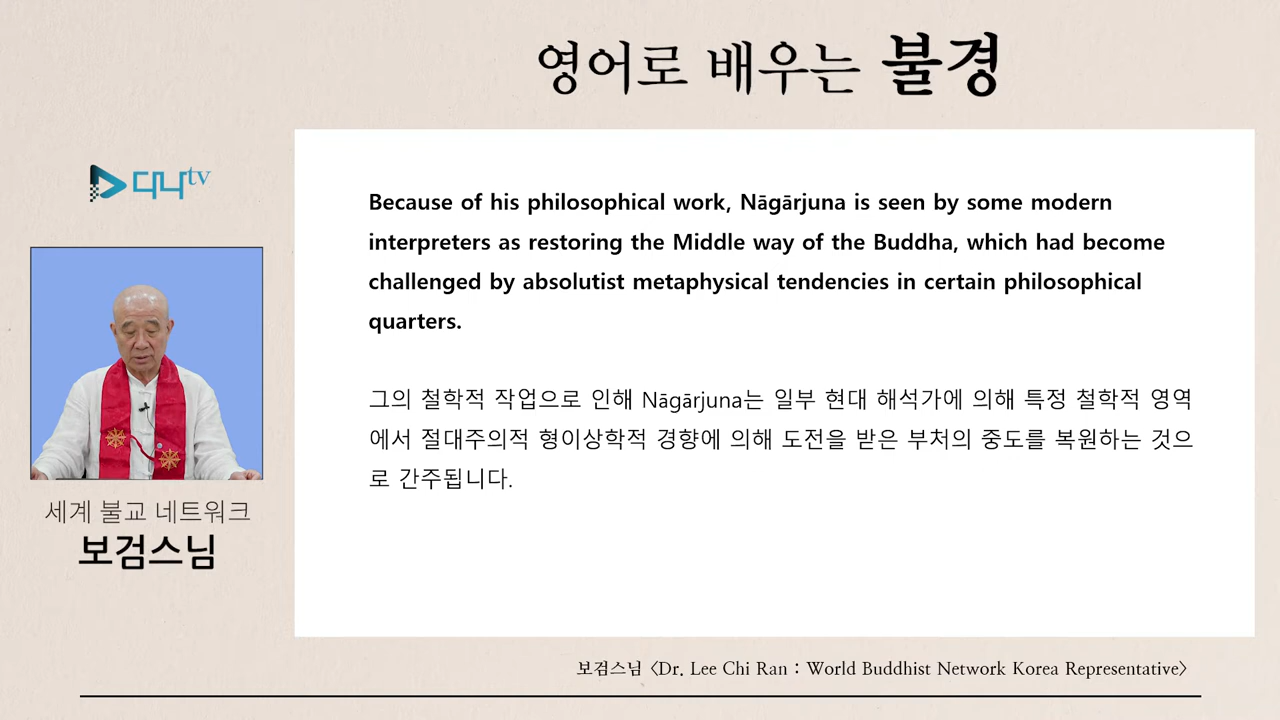 영어로 배우는 불경
다나tv
Because of his philosophical work, Nāgārjuna is seen by some modern
interpreters as restoring the Middle way of the Buddha, which had become
challenged by absolutist metaphysical tendencies in certain philosophical
quarters.
그의 철학적 작업으로 인해 Nāgārjuna는 일부 현대 해석가에 의해 특정 철학적 영역
에서 절대주의적 형이상학적 경향에 의해 도전을 받은 부처의 중도를 복원하는 것으
로 간주됩니다.
세계 불교 네트워크
보검스님
보검스님 <Dr. Lee Chi Ran : World Buddhist Network Korea Representative>